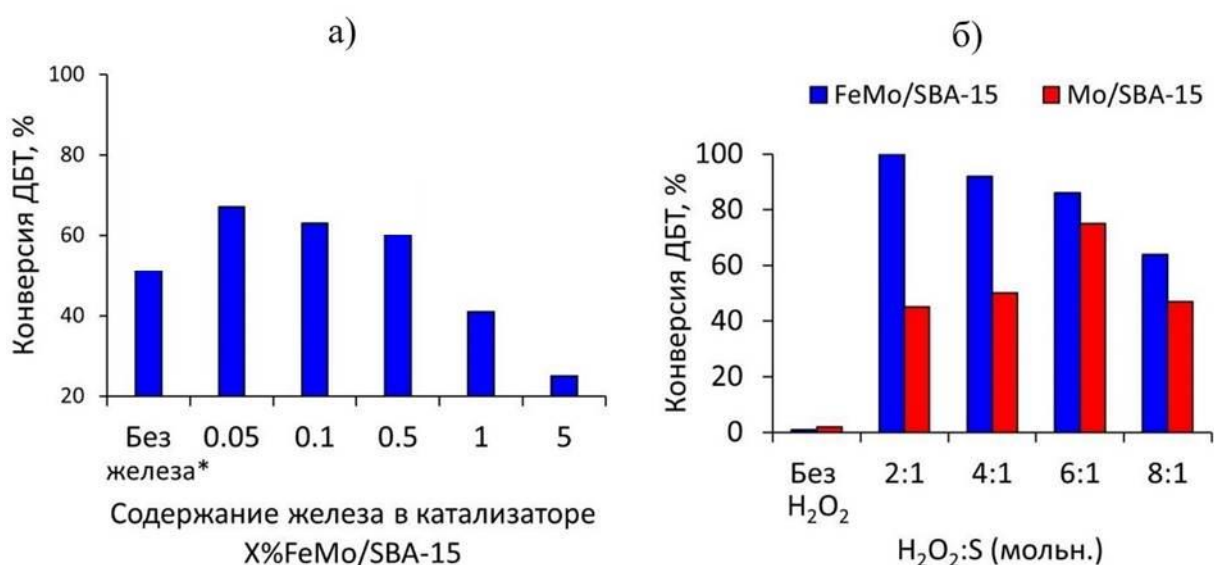 а)
Конверсия ДБТ, %
100
80
60
40
20
Без железа*
0.05
0.1
0.5
1
5
Содержание железа в катализаторе
X%FeMo/SBA-15
б)
FeMo/SBA-15
Mo/SBA-15
Конверсия ДБТ, %
100
80
60
40
20
0
Без
H₂O₂
2:1
4:1
6:1
8:1
H₂O₂:S (мольн.)